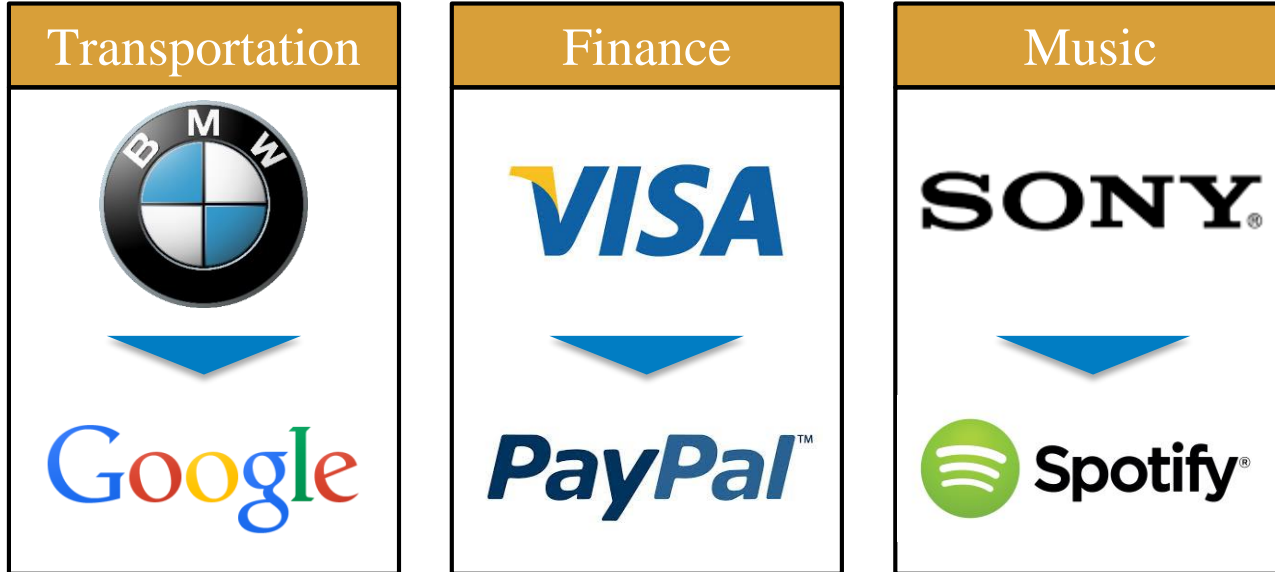 Transportation
BMW
Google
Finance
VISA
PayPal™
Music
SONY®
Spotify®